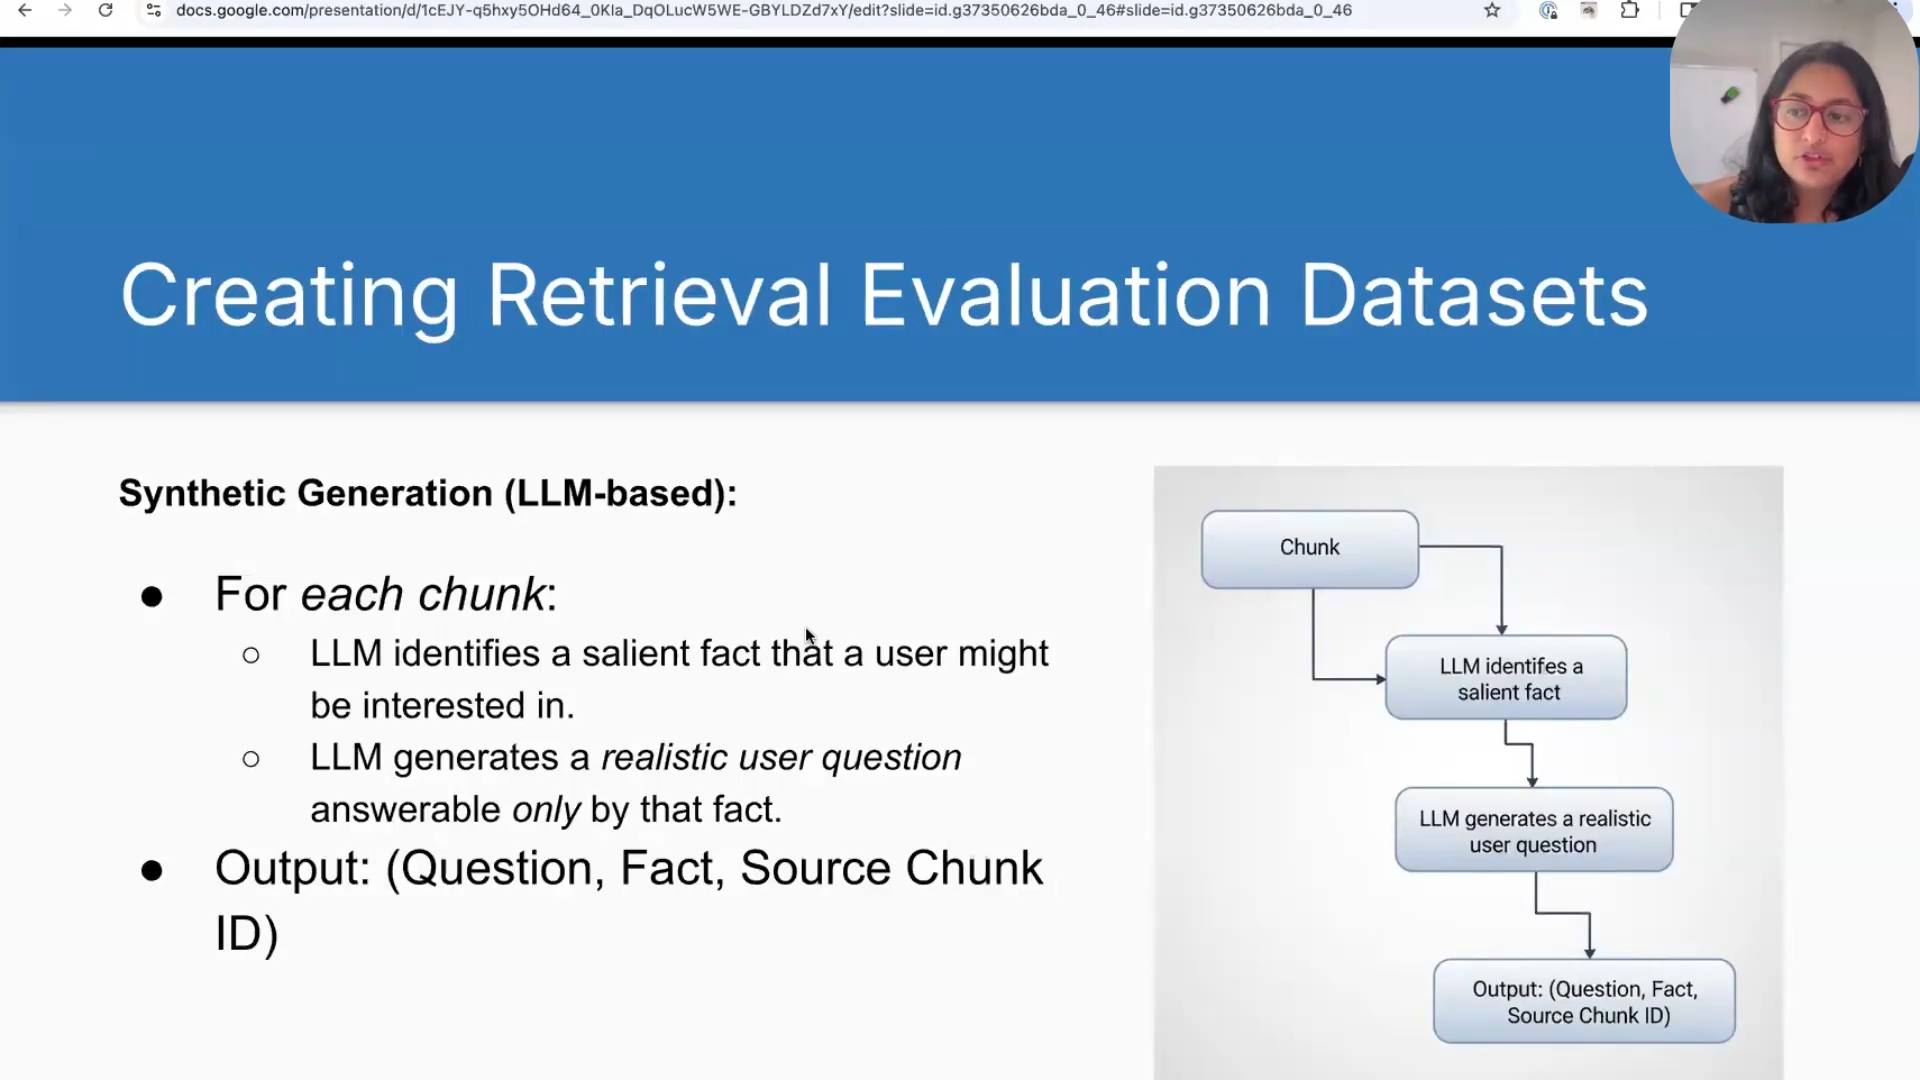 docs.google.com/presentation/d/1cEJY-q5hxy5OHd64_0Kla_DqOLucW5WE-GBYLDZd7xY/edit?slide=id.g37350626bda_0_46#slide=id.g37350626bda_0_46
Creating Retrieval Evaluation Datasets
Synthetic Generation (LLM-based):
● For each chunk:
○ LLM identifies a salient fact that a user might
be interested in.
○ LLM generates a realistic user question
answerable only by that fact.
● Output: (Question, Fact, Source Chunk
ID)
Chunk
LLM identifes a
salient fact
LLM generates a realistic
user question
Output: (Question, Fact,
Source Chunk ID)